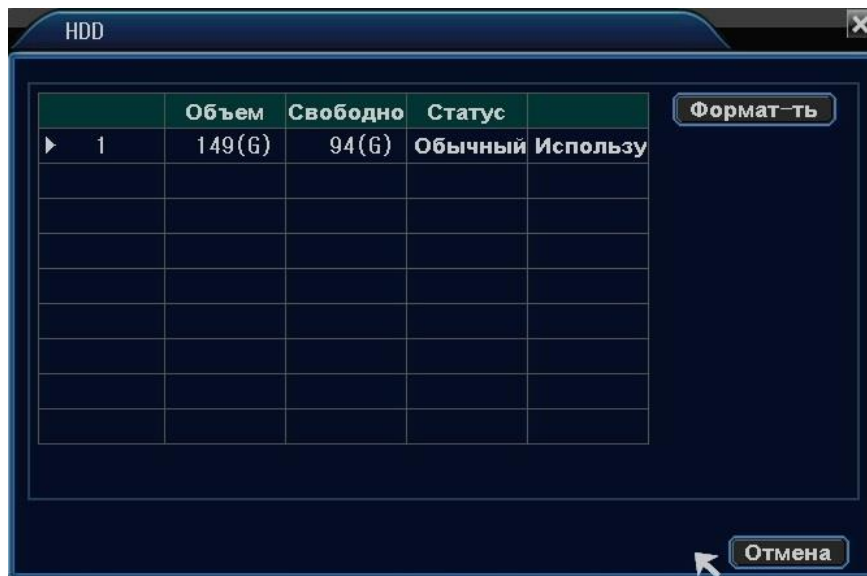 HDD
Объем Свободно Статус
Формат-ть
1 149(G) 94(G) Обычный Использу
Отмена